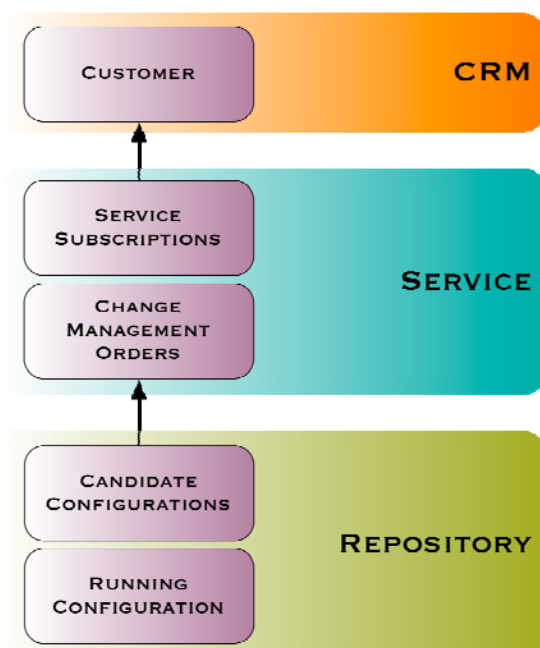 CUSTOMER
CRM
SERVICE
SUBSCRIPTIONS
CHANGE
MANAGEMENT
ORDERS
SERVICE
CANDIDATE
CONFIGURATIONS
RUNNING
CONFIGURATION
REPOSITORY